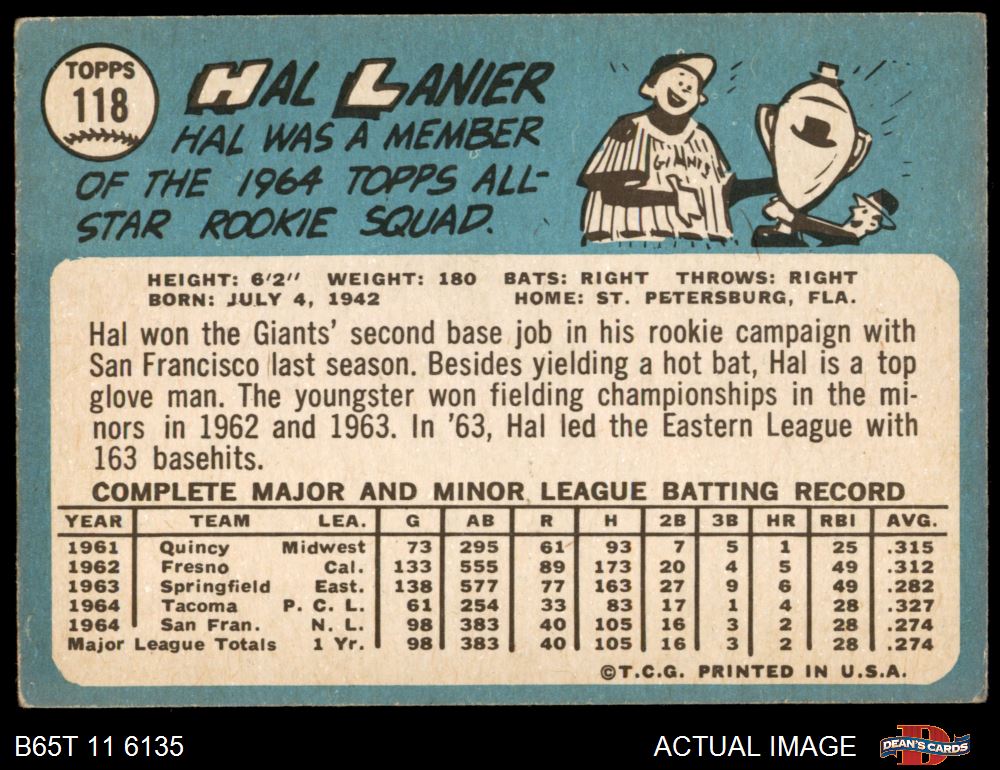 TOPPS
118
HAL LANIER
HAL WAS A MEMBER
OF THE 1964 TOPPS ALL-
STAR ROOKIE SQUAD.
GIANTS
HEIGHT: 6'2" WEIGHT: 180 BATS: RIGHT THROWS: RIGHT
BORN: JULY 4, 1942 HOME: ST. PETERSBURG, FLA.
Hal won the Giants' second base job in his rookie campaign with
San Francisco last season. Besides yielding a hot bat, Hal is a top
glove man. The youngster won fielding championships in the mi-
nors in 1962 and 1963. In '63, Hal led the Eastern League with
163 basehits.
COMPLETE MAJOR AND MINOR LEAGUE BATTING RECORD
YEAR TEAM LEA. G AB R H 2B 3B HR RBI AVG.
1961 Quincy Midwest 73 295 61 93 7 5 1 25 .315
1962 Fresno Cal. 133 555 89 173 20 4 5 49 .312
1963 Springfield East. 138 577 77 163 27 9 6 49 .282
1964 Tacoma P. C. L. 61 254 33 83 17 1 4 28 .327
1964 San Fran. N. L. 98 383 40 105 16 3 2 28 .274
Major League Totals 1 Yr. 98 383 40 105 16 3 2 28 .274
©T.C.G. PRINTED IN U.S.A.
B65T 11 6135 ACTUAL IMAGE DEAN'S CARDS